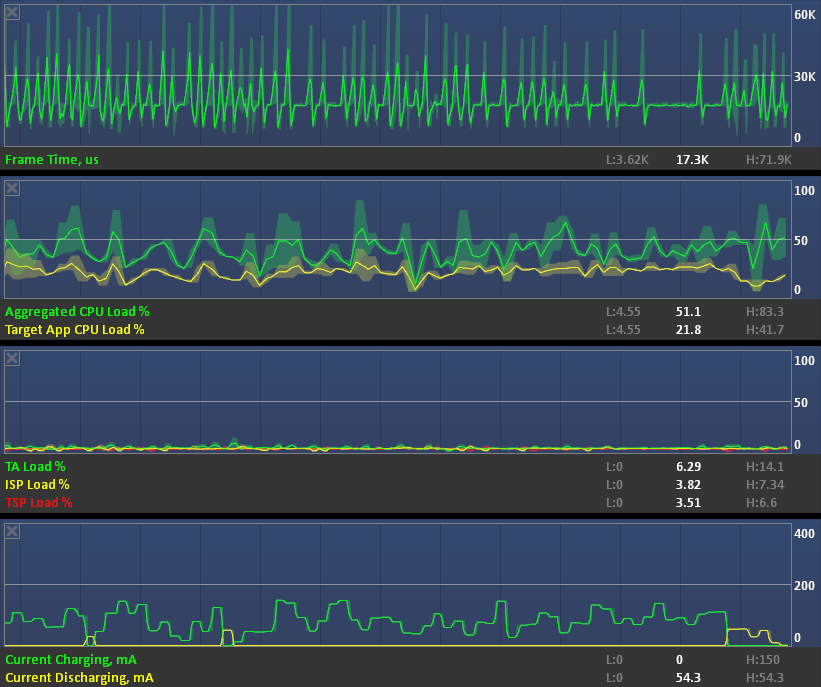 60K
30K
0
Frame Time, us L:3.62K 17.3K H:71.9K
100
50
0
Aggregated CPU Load % L:4.55 51.1 H:83.3
Target App CPU Load % L:4.55 21.8 H:41.7
100
50
0
TA Load % L:0 6.29 H:14.1
ISP Load % L:0 3.82 H:7.34
TSP Load % L:0 3.51 H:6.6
400
200
0
Current Charging, mA L:0 0 H:150
Current Discharging, mA L:0 54.3 H:54.3